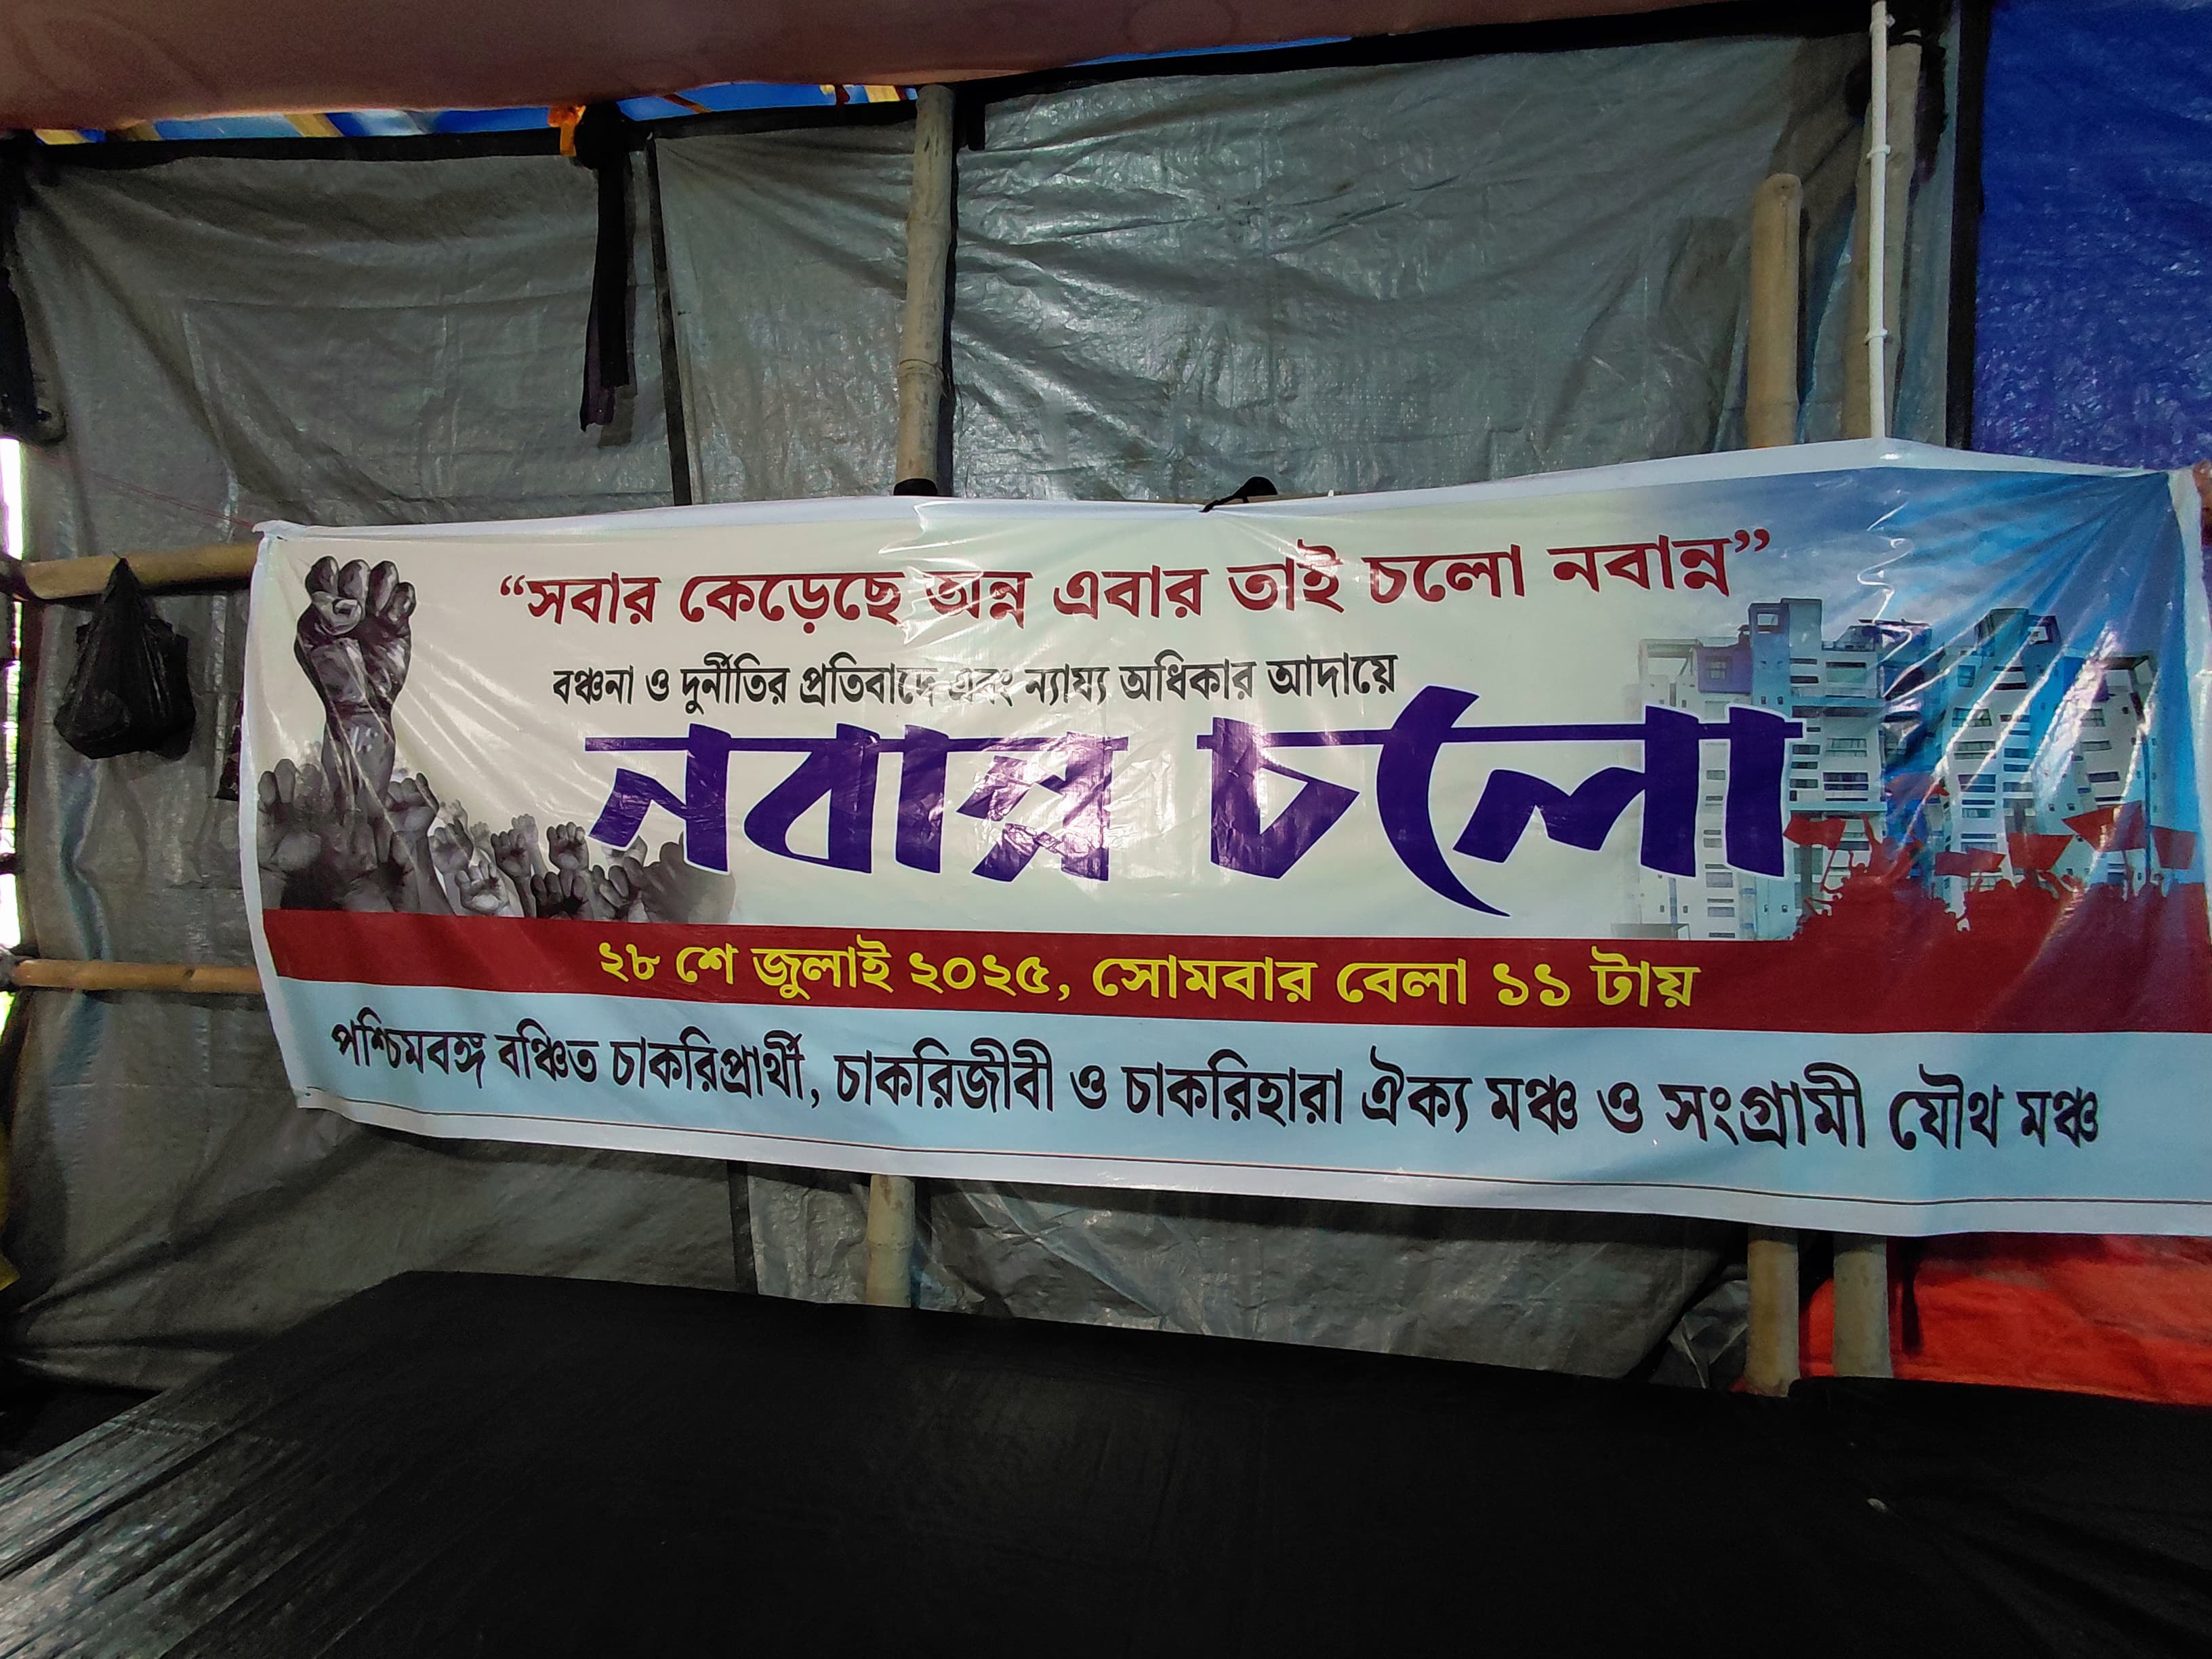 “সবার কেড়েছে অন্ন এবার তাই চলো নবান্ন”
বঞ্চনা ও দুর্নীতির প্রতিবাদে এবং ন্যায্য অধিকার আদায়ে
নবান্ন চলো
২৮ শে জুলাই ২০২৫, সোমবার বেলা ১১ টায়
পশ্চিমবঙ্গ বঞ্চিত চাকরিপ্রার্থী, চাকরিজীবী ও চাকরিহারা ঐক্য মঞ্চ ও সংগ্রামী যৌথ মঞ্চ